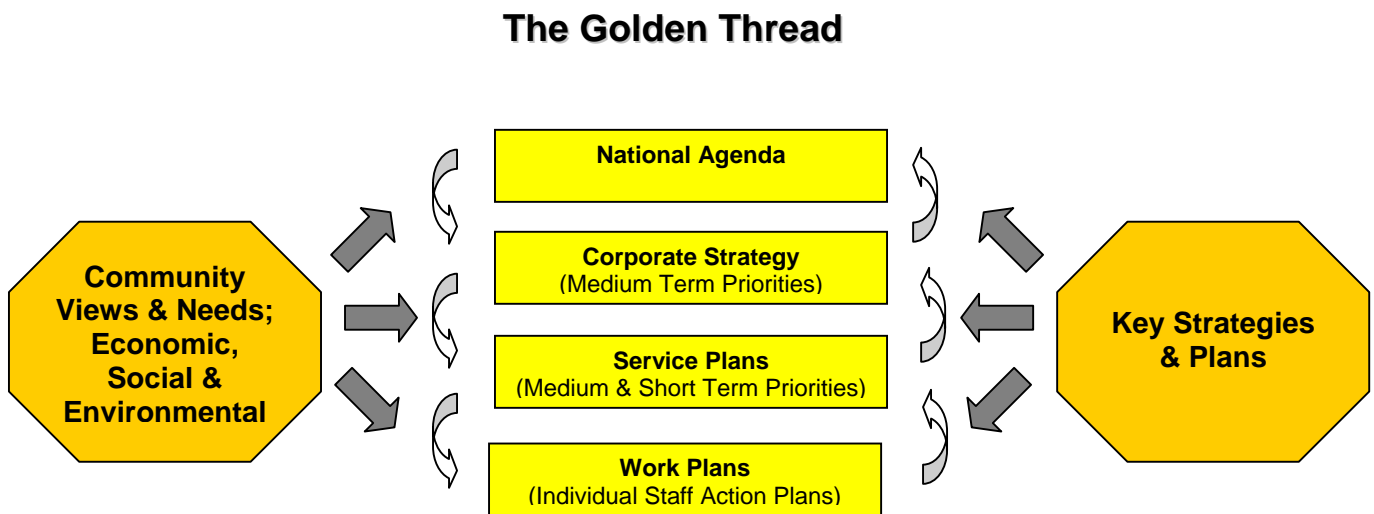 The Golden Thread
National Agenda
Corporate Strategy
(Medium Term Priorities)
Service Plans
(Medium & Short Term Priorities)
Work Plans
(Individual Staff Action Plans)
Community
Views & Needs;
Economic,
Social &
Environmental
Key Strategies
& Plans